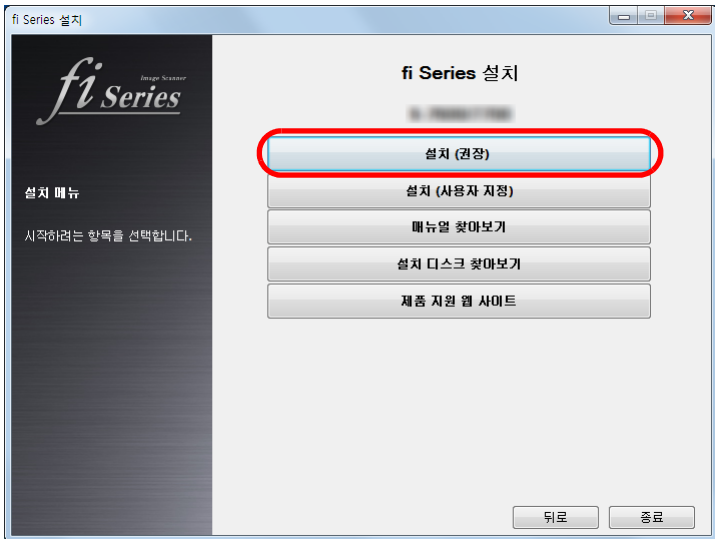 fi Series 설치
fi Image Scanner
Series
설치 메뉴
시작하려는 항목을 선택합니다.
fi Series 설치
설치 (권장)
설치 (사용자 지정)
매뉴얼 찾아보기
설치 디스크 찾아보기
제품 지원 웹 사이트
뒤로
종료